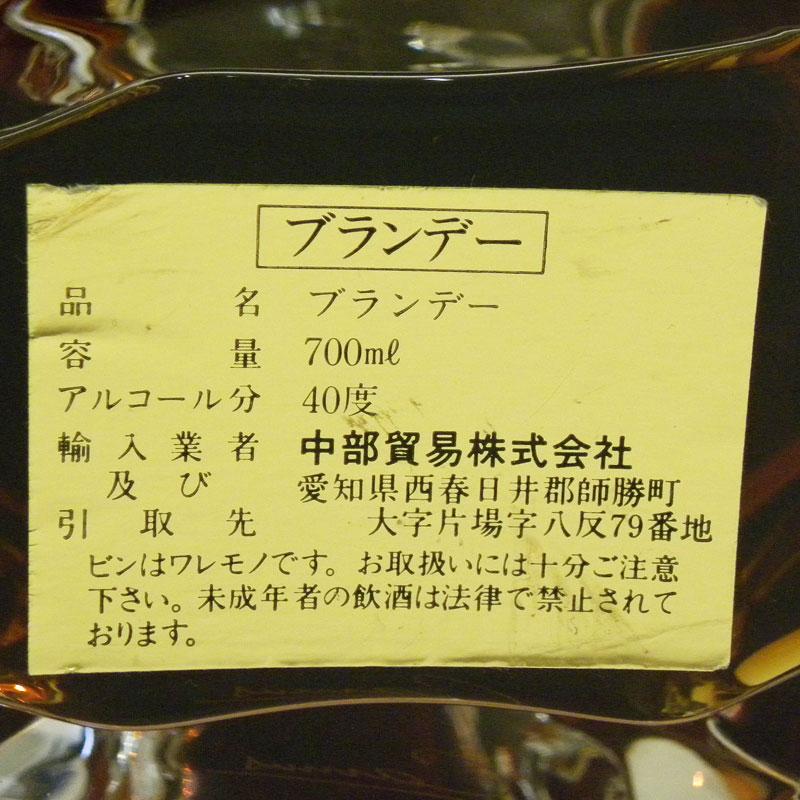 ブランデー
品名 ブランデー
容量 700mℓ
アルコール分 40度
輸入業者 中部貿易株式会社
及び 愛知県西春日井郡師勝町
引取先 大字片場字八反79番地
ビンはワレモノです。お取扱いには十分ご注意
下さい。未成年者の飲酒は法律で禁止されて
おります。